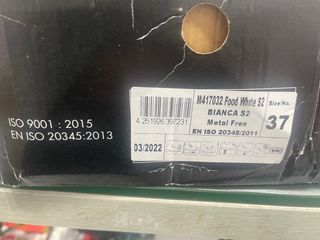 ISO 9001 : 2015
EN ISO 20345:2013
M417032 Food White S2
BIANCA S2
Metal Free
EN ISO 20345:2011
Size/No.
37
4 251926 397231
03/2022